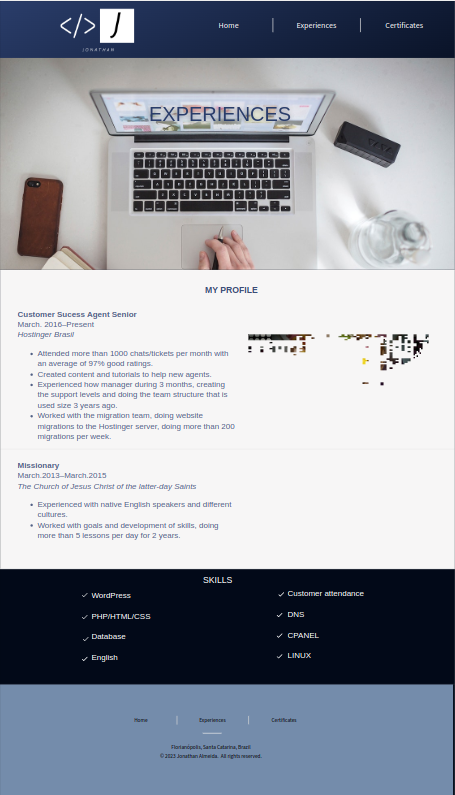 Home
Experiences
Certificates
</>
J
JONATHAN
EXPERIENCES
MY PROFILE
Customer Sucess Agent Senior
March. 2016–Present
Hostinger Brasil
• Attended more than 1000 chats/tickets per month with
an average of 97% good ratings.
• Created content and tutorials to help new agents.
• Experienced how manager during 3 months, creating
the support levels and doing the team structure that is
used size 3 years ago.
• Worked with the migration team, doing website
migrations to the Hostinger server, doing more than 200
migrations per week.
Missionary
March.2013–March.2015
The Church of Jesus Christ of the latter-day Saints
• Experienced with native English speakers and different
cultures.
• Worked with goals and development of skills, doing
more than 5 lessons per day for 2 years.
SKILLS
✓ WordPress
✓ PHP/HTML/CSS
✓ Database
✓ English
✓ Customer attendance
✓ DNS
✓ CPANEL
✓ LINUX
Home
Experiences
Certificates
Florianópolis, Santa Catarina, Brazil
© 2023 Jonathan Almeida. All rights reserved.